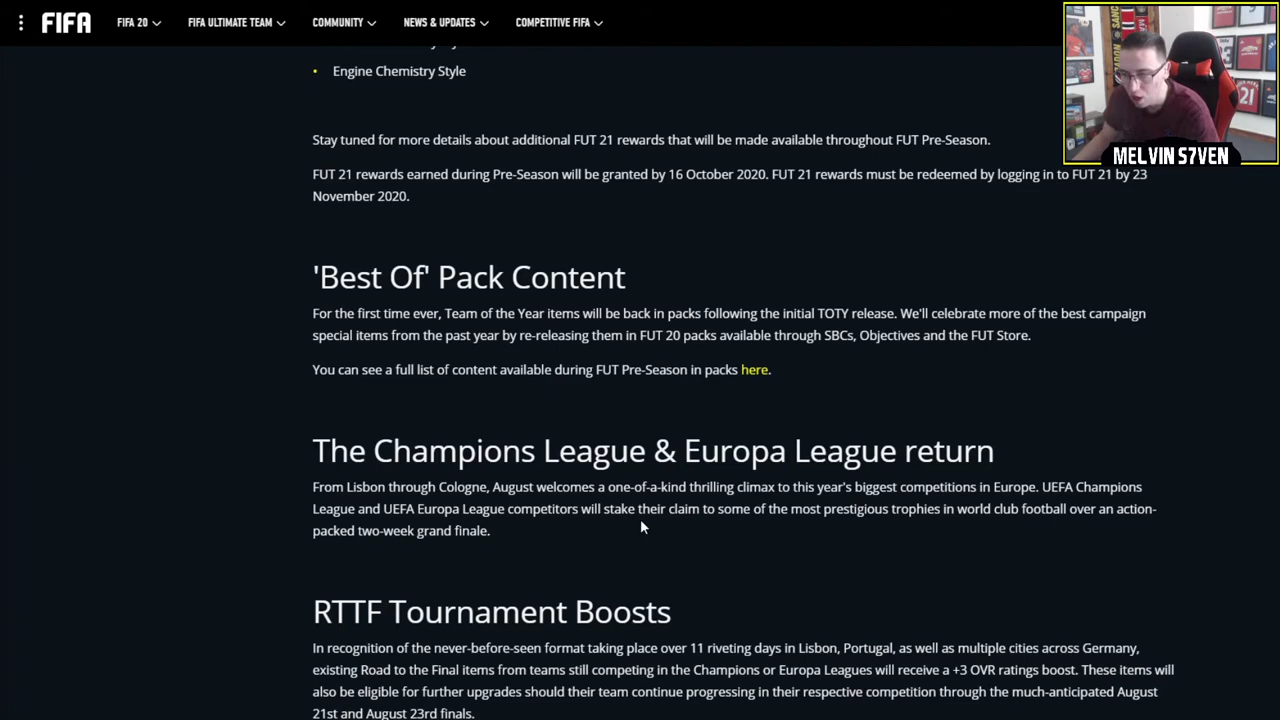 FIFA
FIFA 20
FIFA ULTIMATE TEAM
COMMUNITY
NEWS & UPDATES
COMPETITIVE FIFA
MELVIN S7VEN
• Engine Chemistry Style
Stay tuned for more details about additional FUT 21 rewards that will be made available throughout FUT Pre-Season.
FUT 21 rewards earned during Pre-Season will be granted by 16 October 2020. FUT 21 rewards must be redeemed by logging in to FUT 21 by 23
November 2020.
'Best Of' Pack Content
For the first time ever, Team of the Year items will be back in packs following the initial TOTY release. We'll celebrate more of the best campaign
special items from the past year by re-releasing them in FUT 20 packs available through SBCs, Objectives and the FUT Store.
You can see a full list of content available during FUT Pre-Season in packs here.
The Champions League & Europa League return
From Lisbon through Cologne, August welcomes a one-of-a-kind thrilling climax to this year's biggest competitions in Europe. UEFA Champions
League and UEFA Europa League competitors will stake their claim to some of the most prestigious trophies in world club football over an action-
packed two-week grand finale.
RTTF Tournament Boosts
In recognition of the never-before-seen format taking place over 11 riveting days in Lisbon, Portugal, as well as multiple cities across Germany,
existing Road to the Final items from teams still competing in the Champions or Europa Leagues will receive a +3 OVR ratings boost. These items will
also be eligible for further upgrades should their team continue progressing in their respective competition through the much-anticipated August
21st and August 23rd finals.